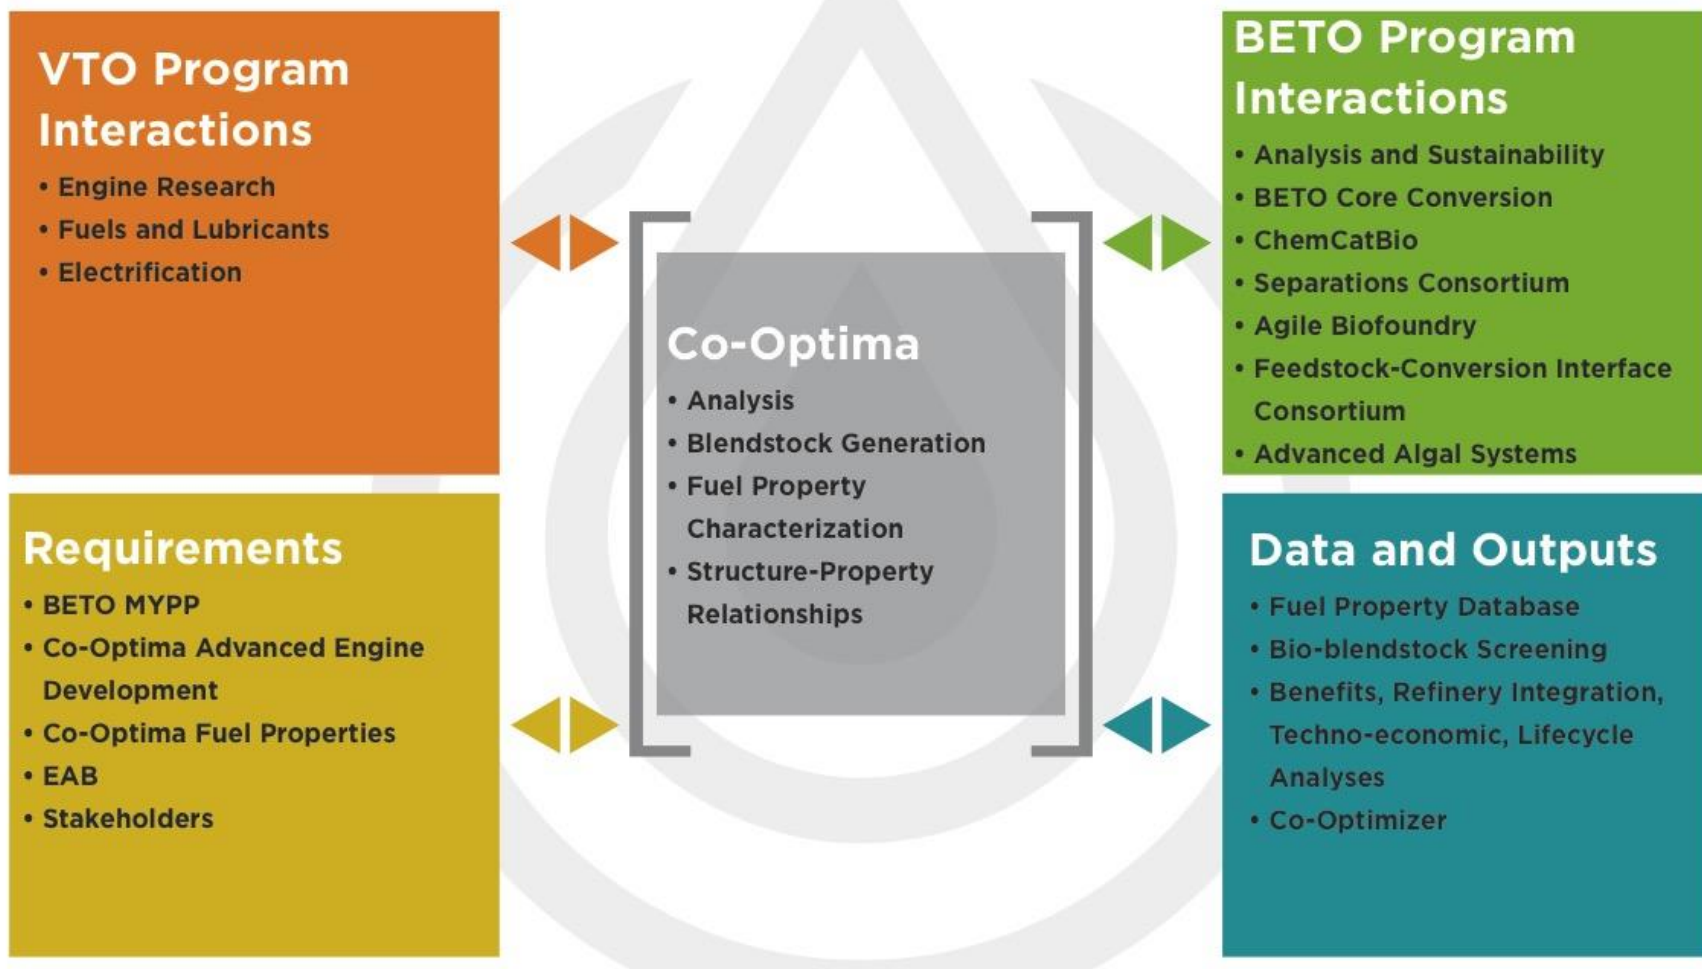 VTO Program
Interactions
• Engine Research
• Fuels and Lubricants
• Electrification
BETO Program
Interactions
• Analysis and Sustainability
• BETO Core Conversion
• ChemCatBio
• Separations Consortium
• Agile Biofoundry
• Feedstock-Conversion Interface
Consortium
• Advanced Algal Systems
Co-Optima
• Analysis
• Blendstock Generation
• Fuel Property
Characterization
• Structure-Property
Relationships
Requirements
• BETO MYPP
• Co-Optima Advanced Engine
Development
• Co-Optima Fuel Properties
• EAB
• Stakeholders
Data and Outputs
• Fuel Property Database
• Bio-blendstock Screening
• Benefits, Refinery Integration,
Techno-economic, Lifecycle
Analyses
• Co-Optimizer